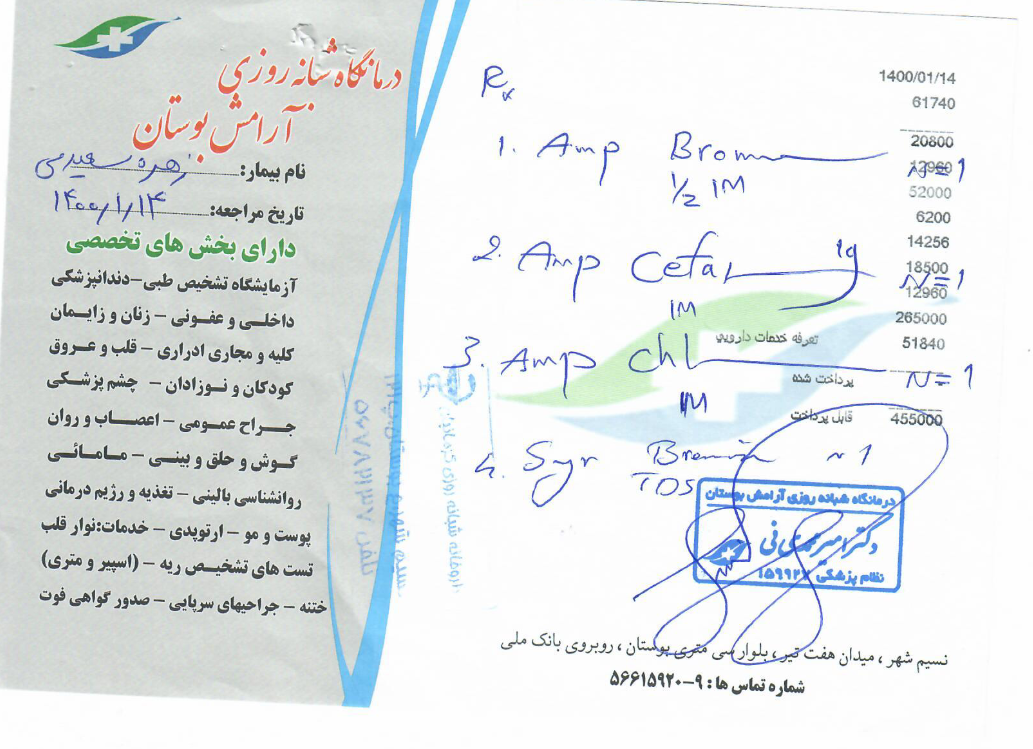 درمانگاه شبانه روزی
آرامش بوستان
نام بیمار: زهره سعیدی
تاریخ مراجعه: ۱۴۰۰/۱/۱۴
دارای بخش های تخصصی
آزمایشگاه تشخیص طبی – دندانپزشکی
داخلی و عفونی – زنان و زایمان
کلیه و مجاری ادراری – قلب و عروق
کودکان و نوزادان – چشم پزشکی
جراح عمومی – اعصاب و روان
گوش و حلق و بینی – مامائی
روانشناسی بالینی – تغذیه و رژیم درمانی
پوست و مو – ارتوپدی – خدمات: نوار قلب
تست های تشخیص ریه – (اسپیر و متری)
ختنه – جراحیهای سرپایی – صدور گواهی فوت
Rx
1400/01/14
61740
20800
1. Amp Brom N=1
12960
½ IM
52000
6200
14256
2. Amp Cefa 1g N=1
18500
12960
IM
265000
تعرفه خدمات دارویی 51840
3. Amp Chl N=1
پرداخت شده
IM
قابل پرداخت 455000
4. Syr N 1
TDS
درمانگاه شبانه روزی آرامش بوستان
دکتر
نظام پزشکی
داروخانه شبانه روزی
تلفن
نسیم شهر ، میدان هفت تیر ، بلوار سی متری بوستان ، روبروی بانک ملی
شماره تماس ها : ۹–۵۶۶۱۵۹۲۰